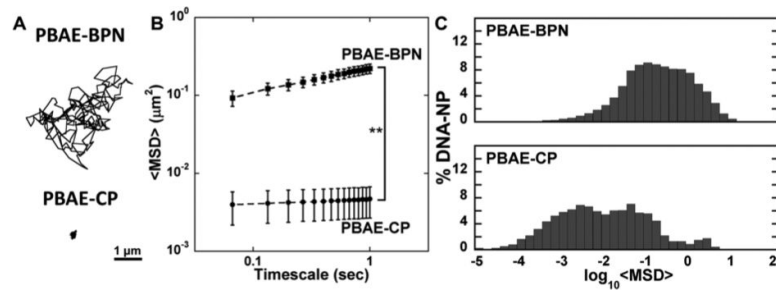 A
PBAE-BPN
PBAE-CP
1 μm
B
<MSD> (μm²)
10⁰
10⁻¹
10⁻²
10⁻³
PBAE-BPN
**
PBAE-CP
0.1
1
Timescale (sec)
C
% DNA-NP
PBAE-BPN
16
12
8
4
0
PBAE-CP
16
12
8
4
0
-5 -4 -3 -2 -1 0 1 2
log₁₀<MSD>